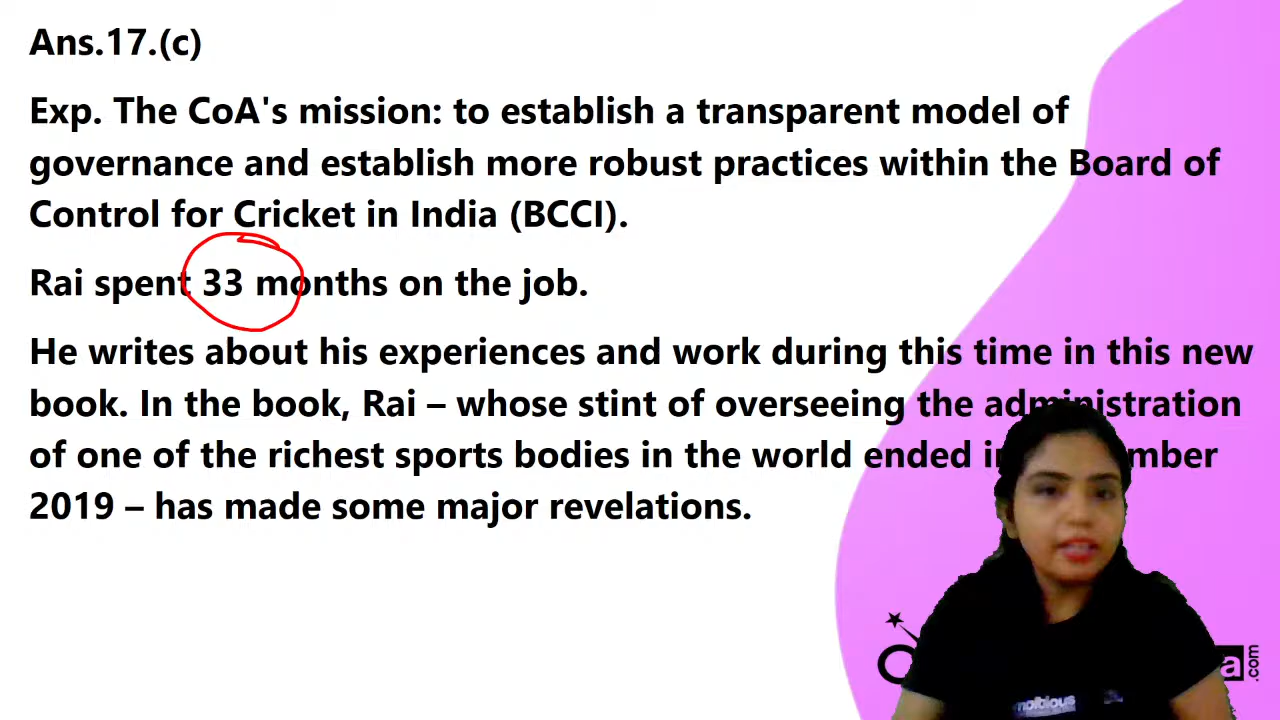 Ans.17.(c)
Exp. The CoA's mission: to establish a transparent model of
governance and establish more robust practices within the Board of
Control for Cricket in India (BCCI).
Rai spent 33 months on the job.
He writes about his experiences and work during this time in this new
book. In the book, Rai – whose stint of overseeing the administration
of one of the richest sports bodies in the world ended
2019 – has made some major revelations.
.com